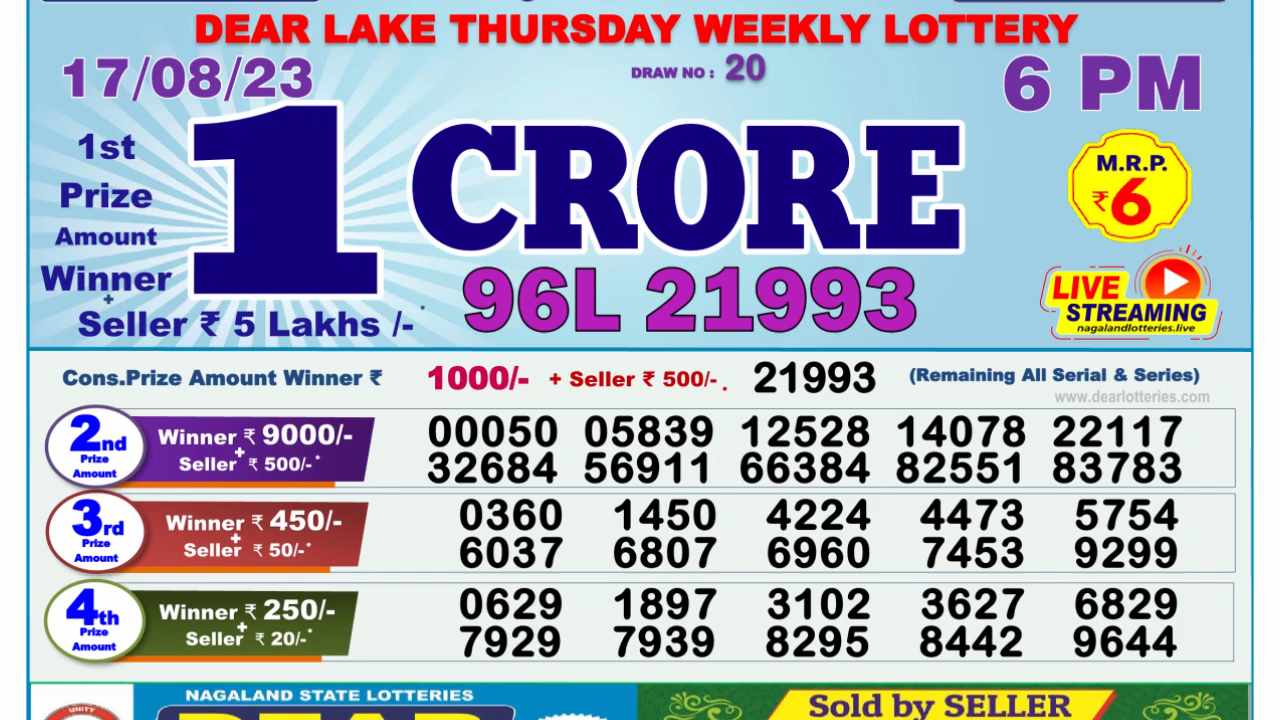 DEAR LAKE THURSDAY WEEKLY LOTTERY
17/08/23
DRAW NO : 20
6 PM
1st
Prize
Amount
Winner
+
Seller ₹ 5 Lakhs /- *
1 CRORE
96L 21993
M.R.P.
₹6
LIVE
STREAMING
nagalandlotteries.live
Cons.Prize Amount Winner ₹ 1000/- + Seller ₹ 500/- . 21993 (Remaining All Serial & Series)
www.dearlotteries.com
2nd
Prize
Amount
Winner ₹ 9000/-
+
Seller ₹ 500/-*
00050 05839 12528 14078 22117
32684 56911 66384 82551 83783
3rd
Prize
Amount
Winner ₹ 450/-
+
Seller ₹ 50/-*
0360 1450 4224 4473 5754
6037 6807 6960 7453 9299
4th
Prize
Amount
Winner ₹ 250/-
+
Seller ₹ 20/-*
0629 1897 3102 3627 6829
7929 7939 8295 8442 9644
UNITY
NAGALAND STATE LOTTERIES
DEAR
Sold by SELLER